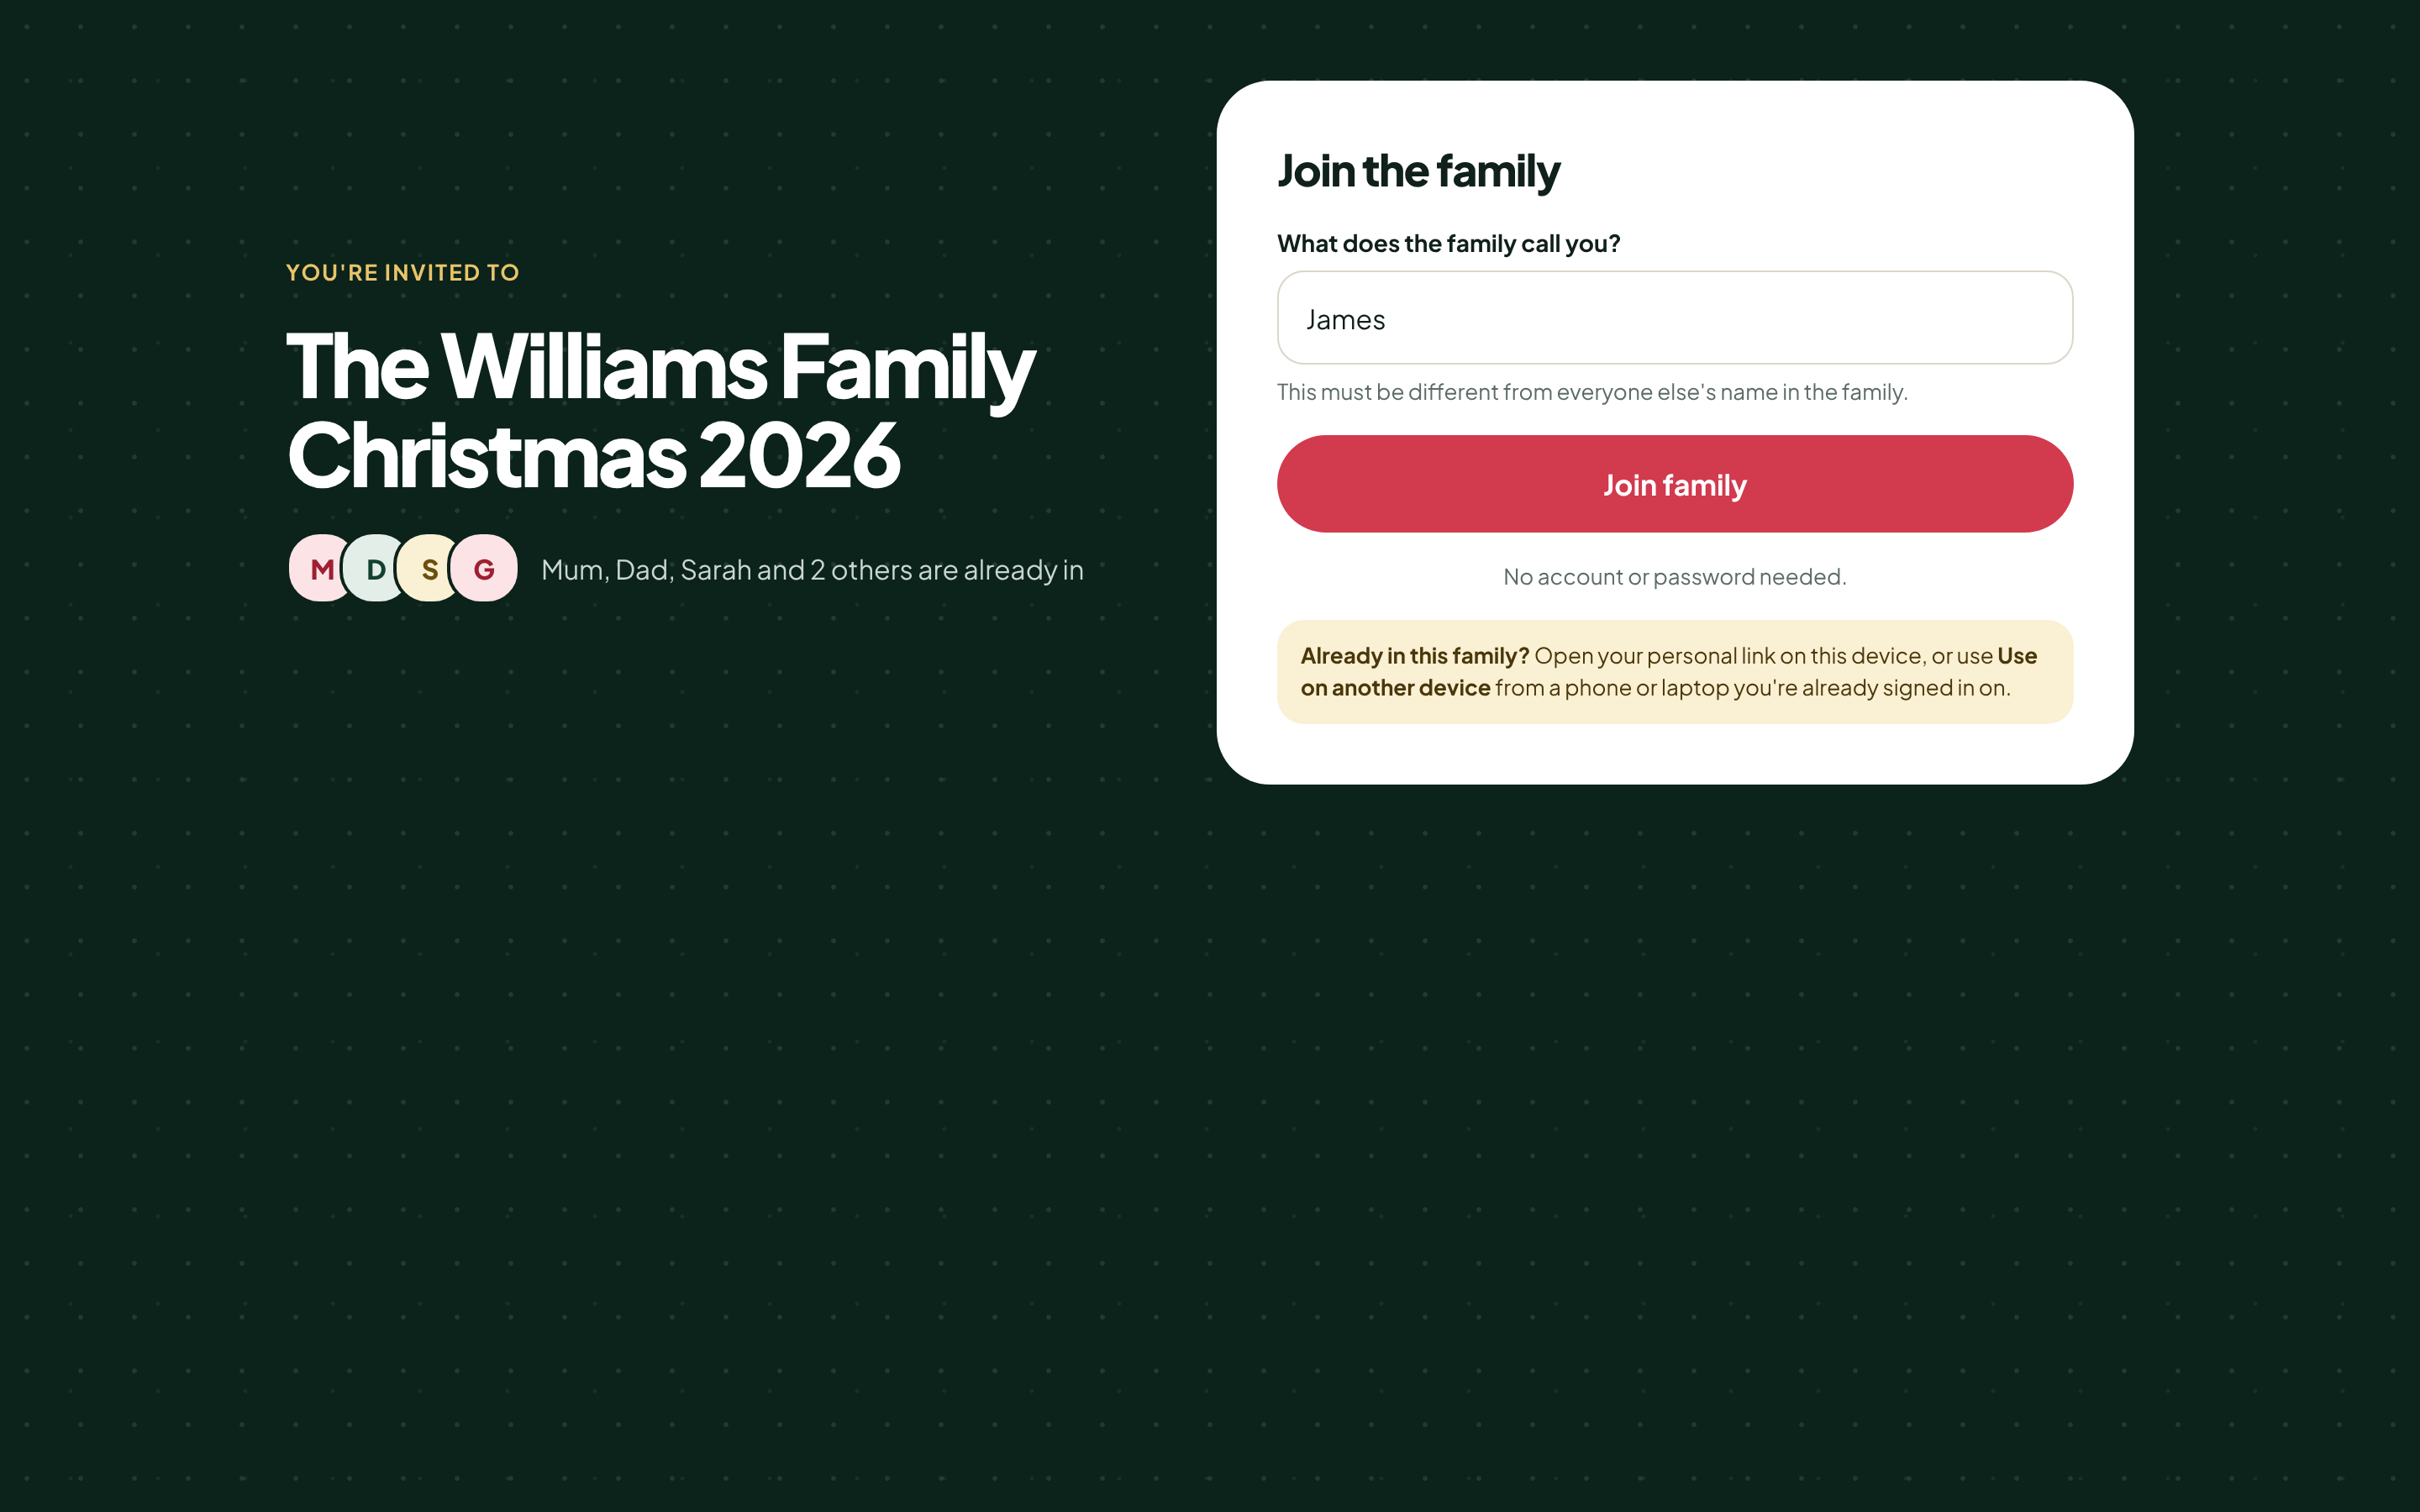 YOU'RE INVITED TO
The Williams Family
Christmas 2026
M D S G Mum, Dad, Sarah and 2 others are already in
Join the family
What does the family call you?
James
This must be different from everyone else's name in the family.
Join family
No account or password needed.
Already in this family? Open your personal link on this device, or use Use
on another device from a phone or laptop you're already signed in on.